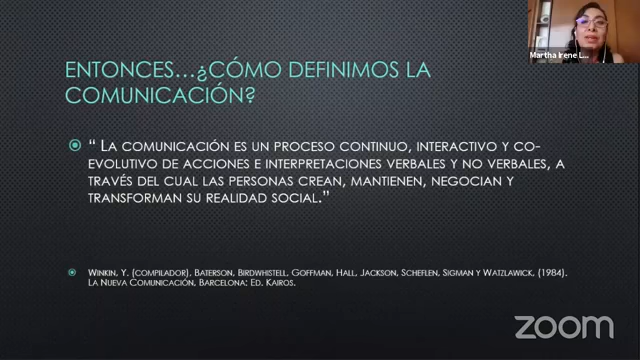 ENTONCES...¿CÓMO DEFINIMOS LA
COMUNICACIÓN?
“ LA COMUNICACIÓN ES UN PROCESO CONTINUO, INTERACTIVO Y CO-
EVOLUTIVO DE ACCIONES E INTERPRETACIONES VERBALES Y NO VERBALES, A
TRAVÉS DEL CUAL LAS PERSONAS CREAN, MANTIENEN, NEGOCIAN Y
TRANSFORMAN SU REALIDAD SOCIAL.”
WINKIN, Y. (COMPILADOR), BATERSON, BIRDWHISTELL, GOFFMAN, HALL, JACKSON, SCHEFLEN, SIGMAN Y WATZLAWICK, (1984).
LA NUEVA COMUNICACIÓN, BARCELONA: ED. KAIROS.
Martha Irene L...
zoom